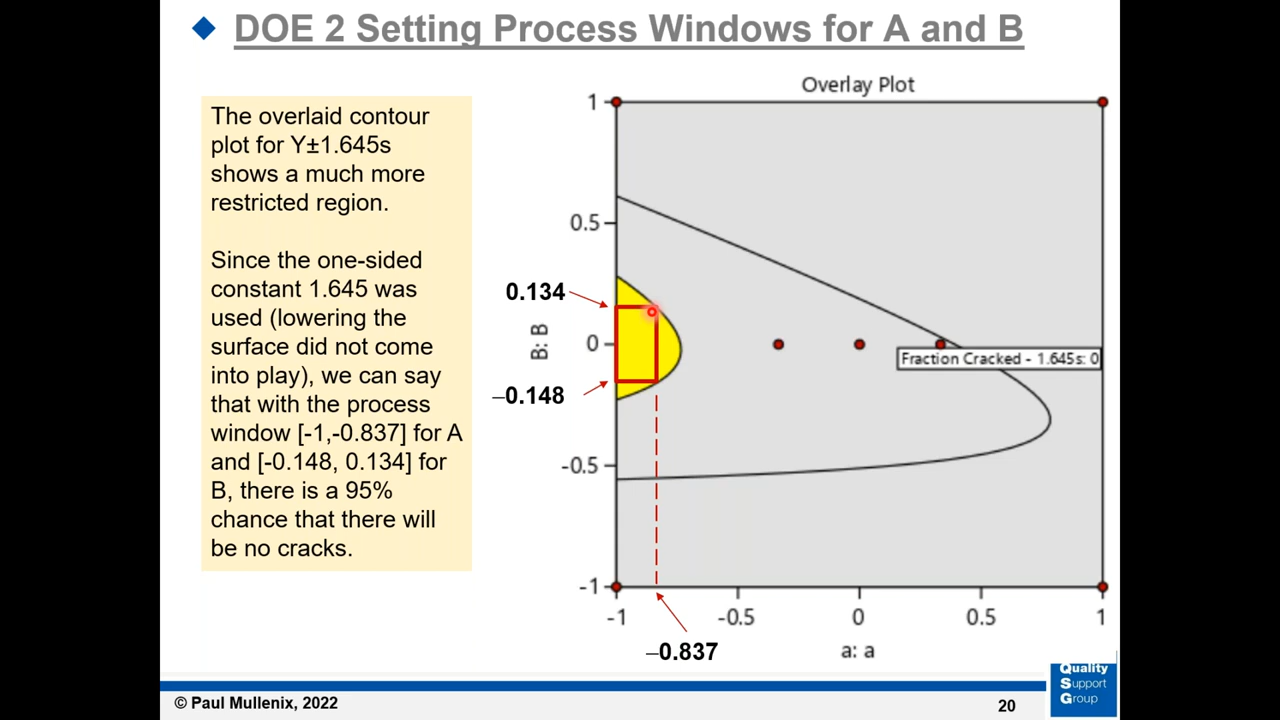 DOE 2 Setting Process Windows for A and B
The overlaid contour
plot for Y±1.645s
shows a much more
restricted region.
Since the one-sided
constant 1.645 was
used (lowering the
surface did not come
into play), we can say
that with the process
window [-1,-0.837] for A
and [-0.148, 0.134] for
B, there is a 95%
chance that there will
be no cracks.
Overlay Plot
1
0.5
0.134
0
B: B
Fraction Cracked - 1.645s: 0
–0.148
-0.5
-1
-1 -0.5 0 0.5 1
–0.837
a: a
Quality
Support
Group
© Paul Mullenix, 2022
20